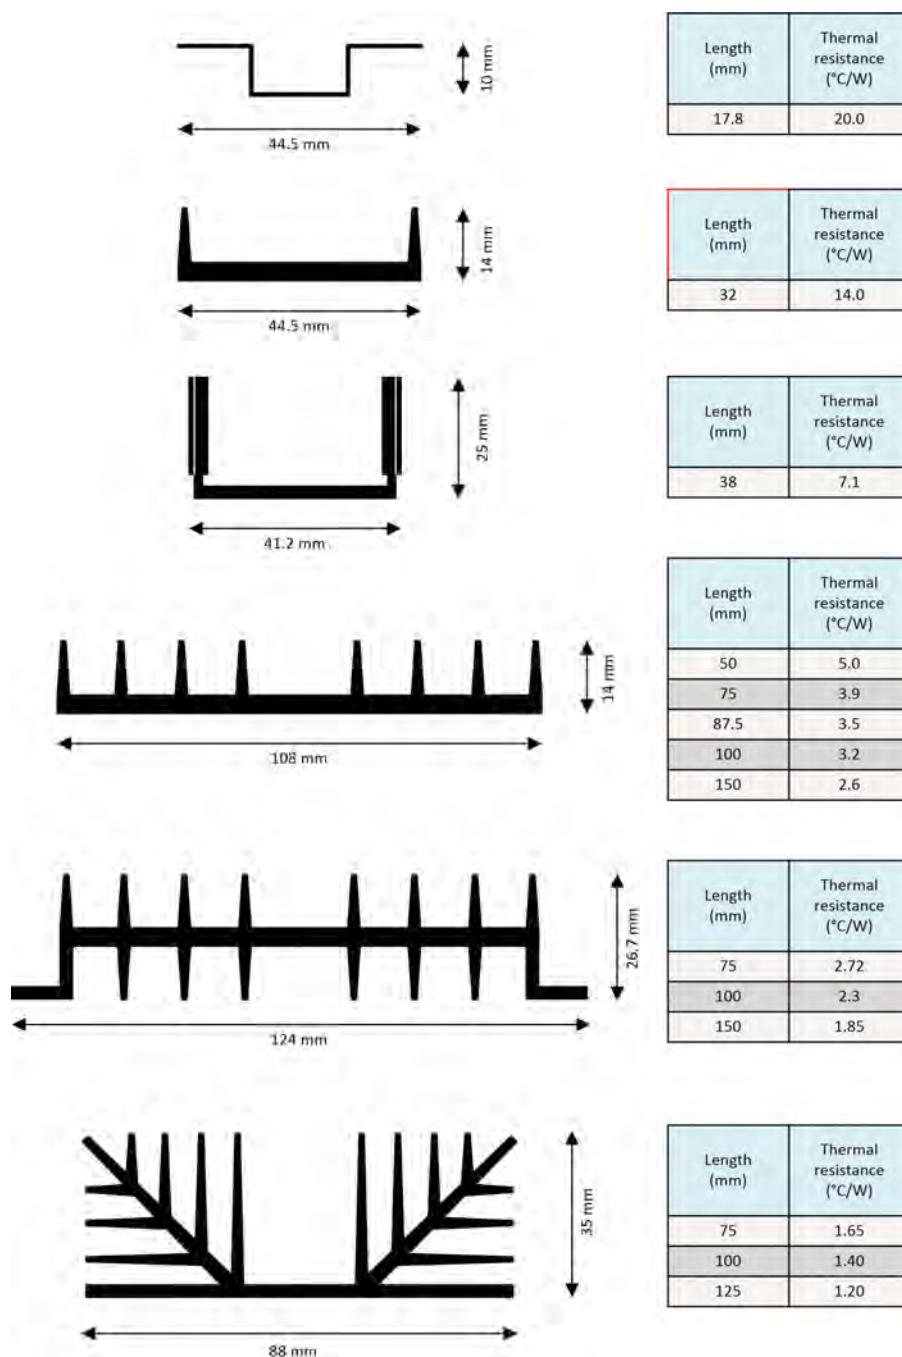 10 mm
44.5 mm
Length
(mm)
Thermal
resistance
(°C/W)
17.8
20.0
14 mm
44.5 mm
Length
(mm)
Thermal
resistance
(°C/W)
32
14.0
25 mm
41.2 mm
Length
(mm)
Thermal
resistance
(°C/W)
38
7.1
14 mm
108 mm
Length
(mm)
Thermal
resistance
(°C/W)
50
5.0
75
3.9
87.5
3.5
100
3.2
150
2.6
26.7 mm
124 mm
Length
(mm)
Thermal
resistance
(°C/W)
75
2.72
100
2.3
150
1.85
35 mm
88 mm
Length
(mm)
Thermal
resistance
(°C/W)
75
1.65
100
1.40
125
1.20